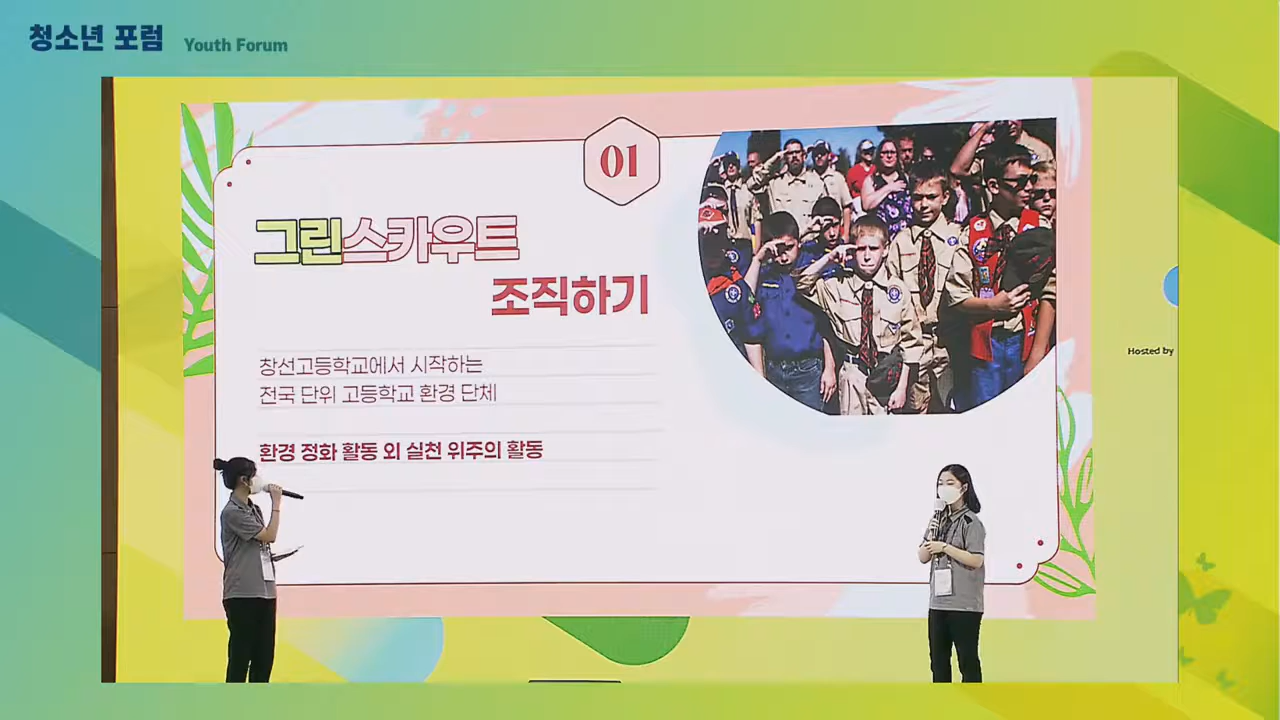 청소년 포럼 Youth Forum
01
그린스카우트
조직하기
창선고등학교에서 시작하는
전국 단위 고등학교 환경 단체
환경 정화 활동 외 실천 위주의 활동
Hosted by